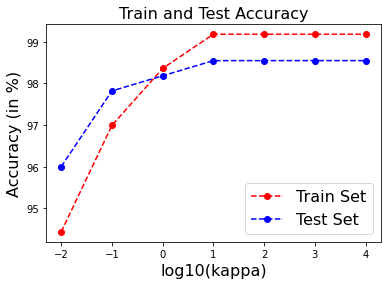 Train and Test Accuracy
Accuracy (in %)
99
98
97
96
95
−2
−1
0
1
2
3
4
log10(kappa)
Train Set
Test Set